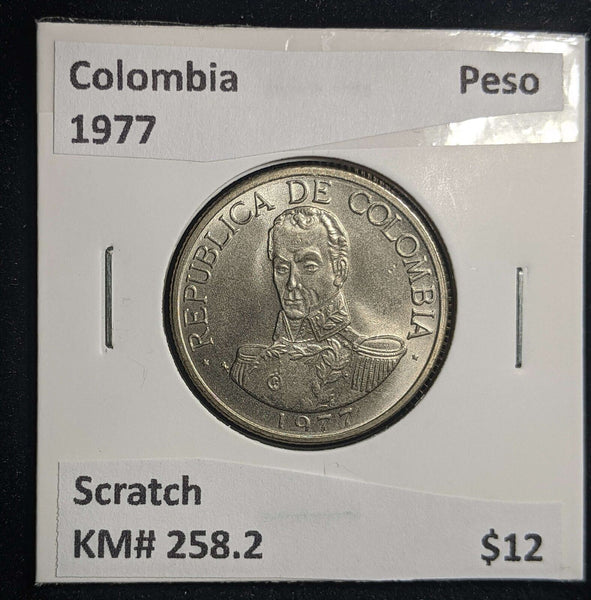 Colombia Peso
1977
REPUBLICA DE COLOMBIA
1977
Scratch
KM# 258.2 $12